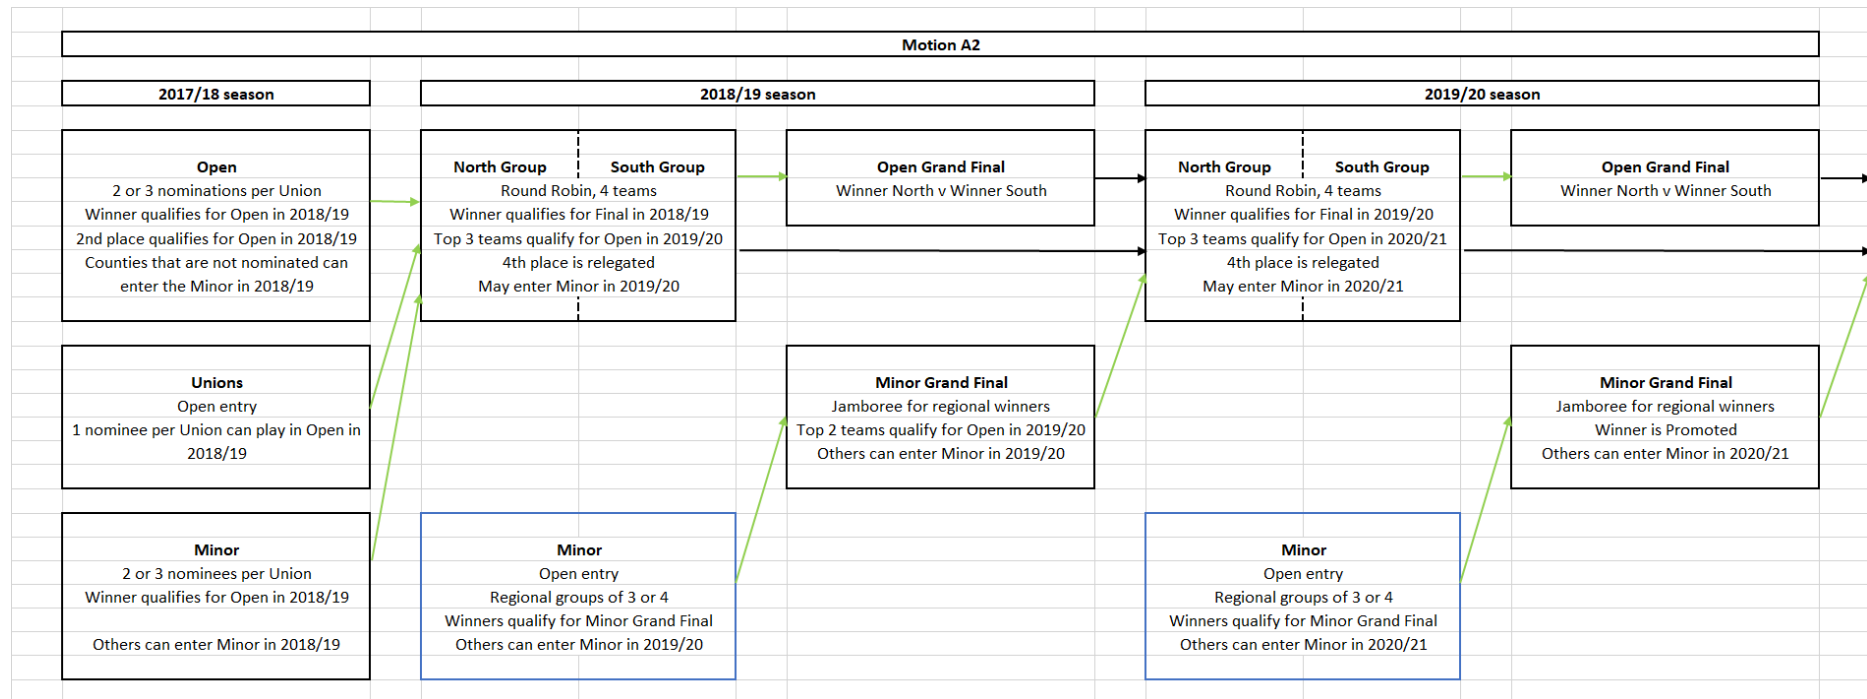 Motion A2
2017/18 season
2018/19 season
2019/20 season
Open
2 or 3 nominations per Union
Winner qualifies for Open in 2018/19
2nd place qualifies for Open in 2018/19
Counties that are not nominated can
enter the Minor in 2018/19
North Group South Group
Round Robin, 4 teams
Winner qualifies for Final in 2018/19
Top 3 teams qualify for Open in 2019/20
4th place is relegated
May enter Minor in 2019/20
Open Grand Final
Winner North v Winner South
North Group South Group
Round Robin, 4 teams
Winner qualifies for Final in 2019/20
Top 3 teams qualify for Open in 2020/21
4th place is relegated
May enter Minor in 2020/21
Open Grand Final
Winner North v Winner South
Unions
Open entry
1 nominee per Union can play in Open in
2018/19
Minor Grand Final
Jamboree for regional winners
Top 2 teams qualify for Open in 2019/20
Others can enter Minor in 2019/20
Minor Grand Final
Jamboree for regional winners
Winner is Promoted
Others can enter Minor in 2020/21
Minor
2 or 3 nominees per Union
Winner qualifies for Open in 2018/19
Others can enter Minor in 2018/19
Minor
Open entry
Regional groups of 3 or 4
Winners qualify for Minor Grand Final
Others can enter Minor in 2019/20
Minor
Open entry
Regional groups of 3 or 4
Winners qualify for Minor Grand Final
Others can enter Minor in 2020/21